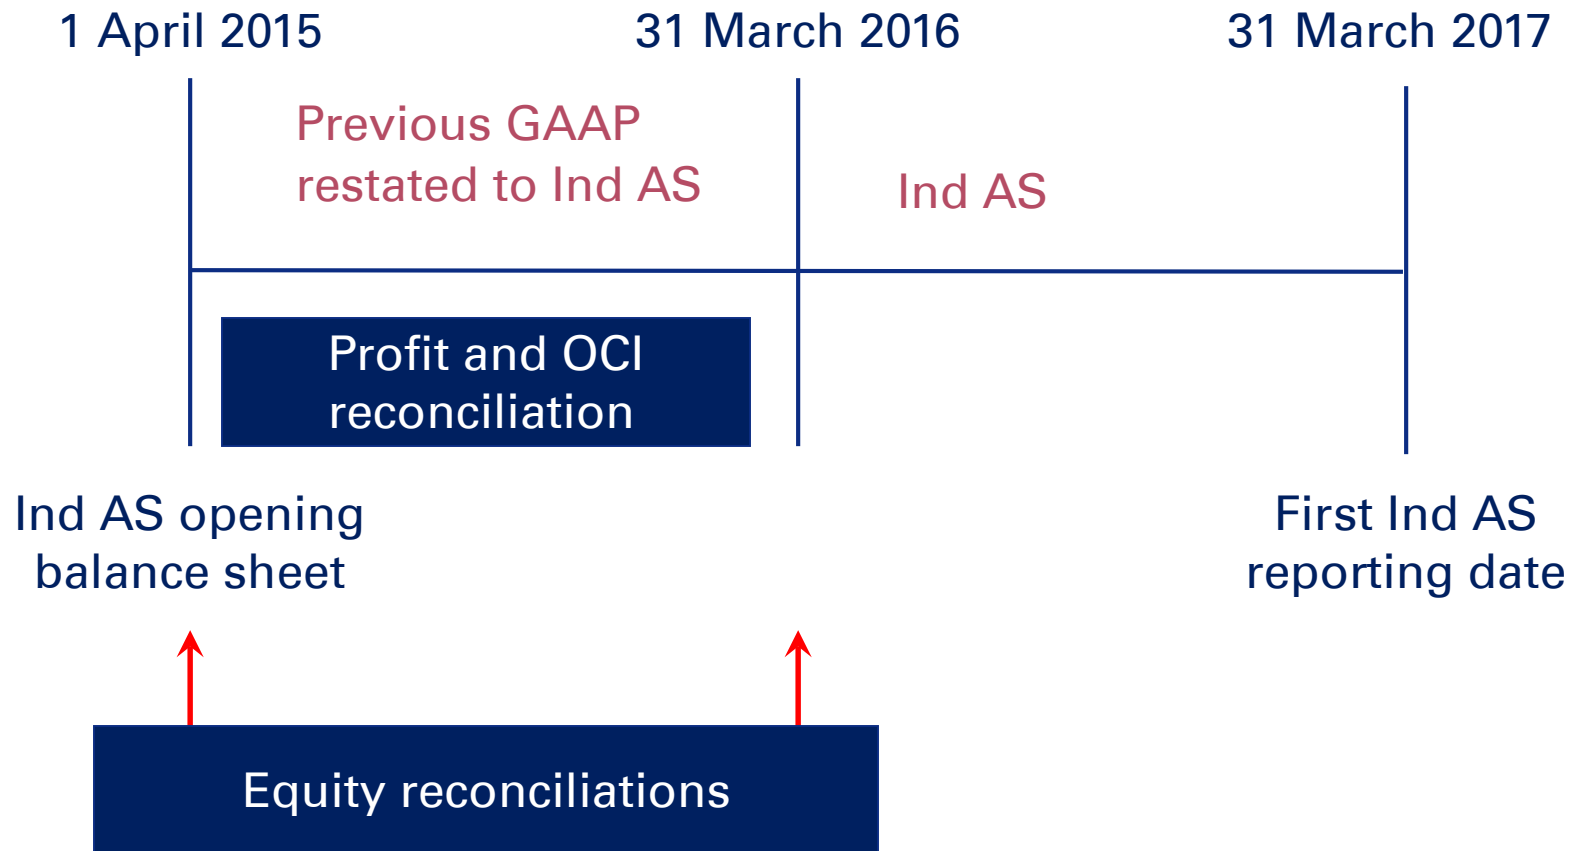 1 April 2015
31 March 2016
31 March 2017
Previous GAAP
restated to Ind AS
Ind AS
Profit and OCI
reconciliation
Ind AS opening
balance sheet
First Ind AS
reporting date
Equity reconciliations